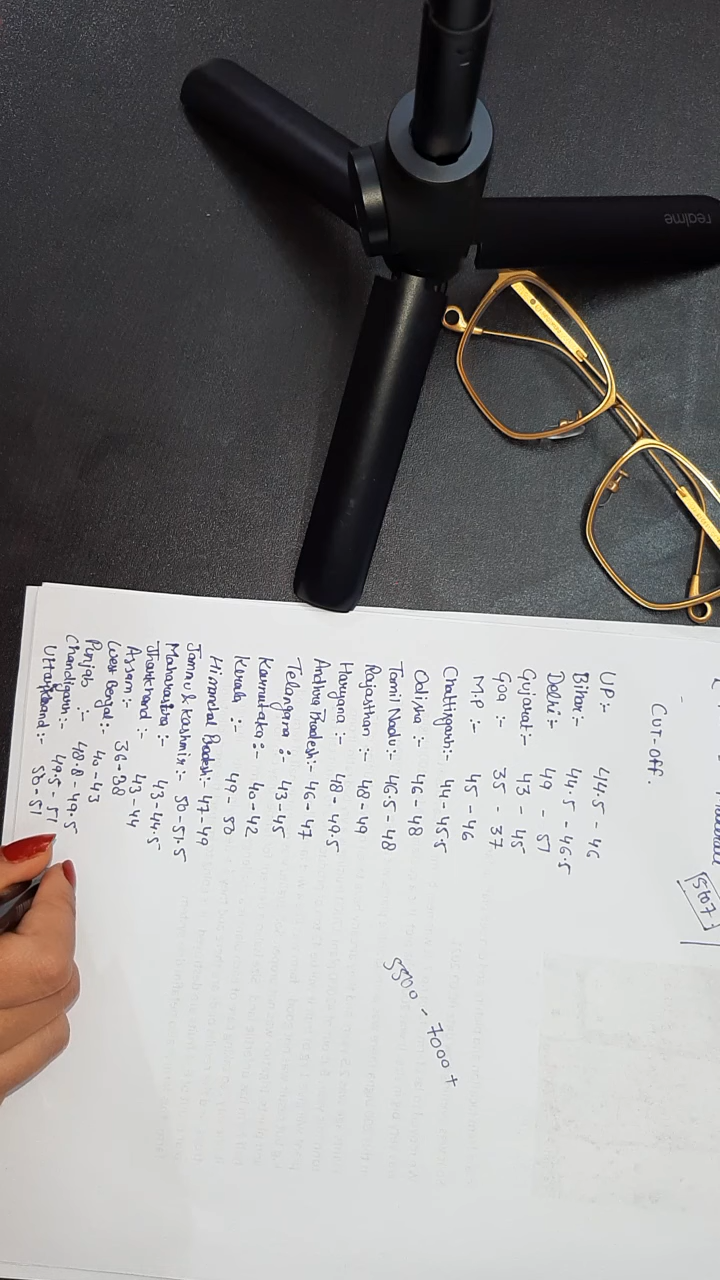 realme
5to7
CUT-OFF.
UP:- 44.5 - 46
Bihar:- 44.5 - 46.5
Delhi:- 49 - 51
Gujarat:- 43 - 45
Goa :- 35 - 37
M.P :- 45 - 46
Chattisgarh:- 44 - 45.5
Odisha :- 46 - 48
Tamil Nadu:- 46.5 - 48
Rajasthan :- 48 - 49
Haryana :- 48 - 49.5
Andhra Pradesh:- 46 - 47
Telangana :- 43 - 45
Karnutaka:- 40 - 42
Kerala :- 49 - 50
Himanchal Pradesh:- 47 - 49
Jammu & Kashmir:- 50 - 51.5
Maharastra:- 43 - 44.5
Jharkhand :- 43 - 44
Assam:- 36 - 38
West Bengal:- 40 - 43
Punjab :- 48.8 - 49.5
Chandigarh:- 49.5 - 51
Uttarakhand:- 50 - 51
5500 - 7000 +